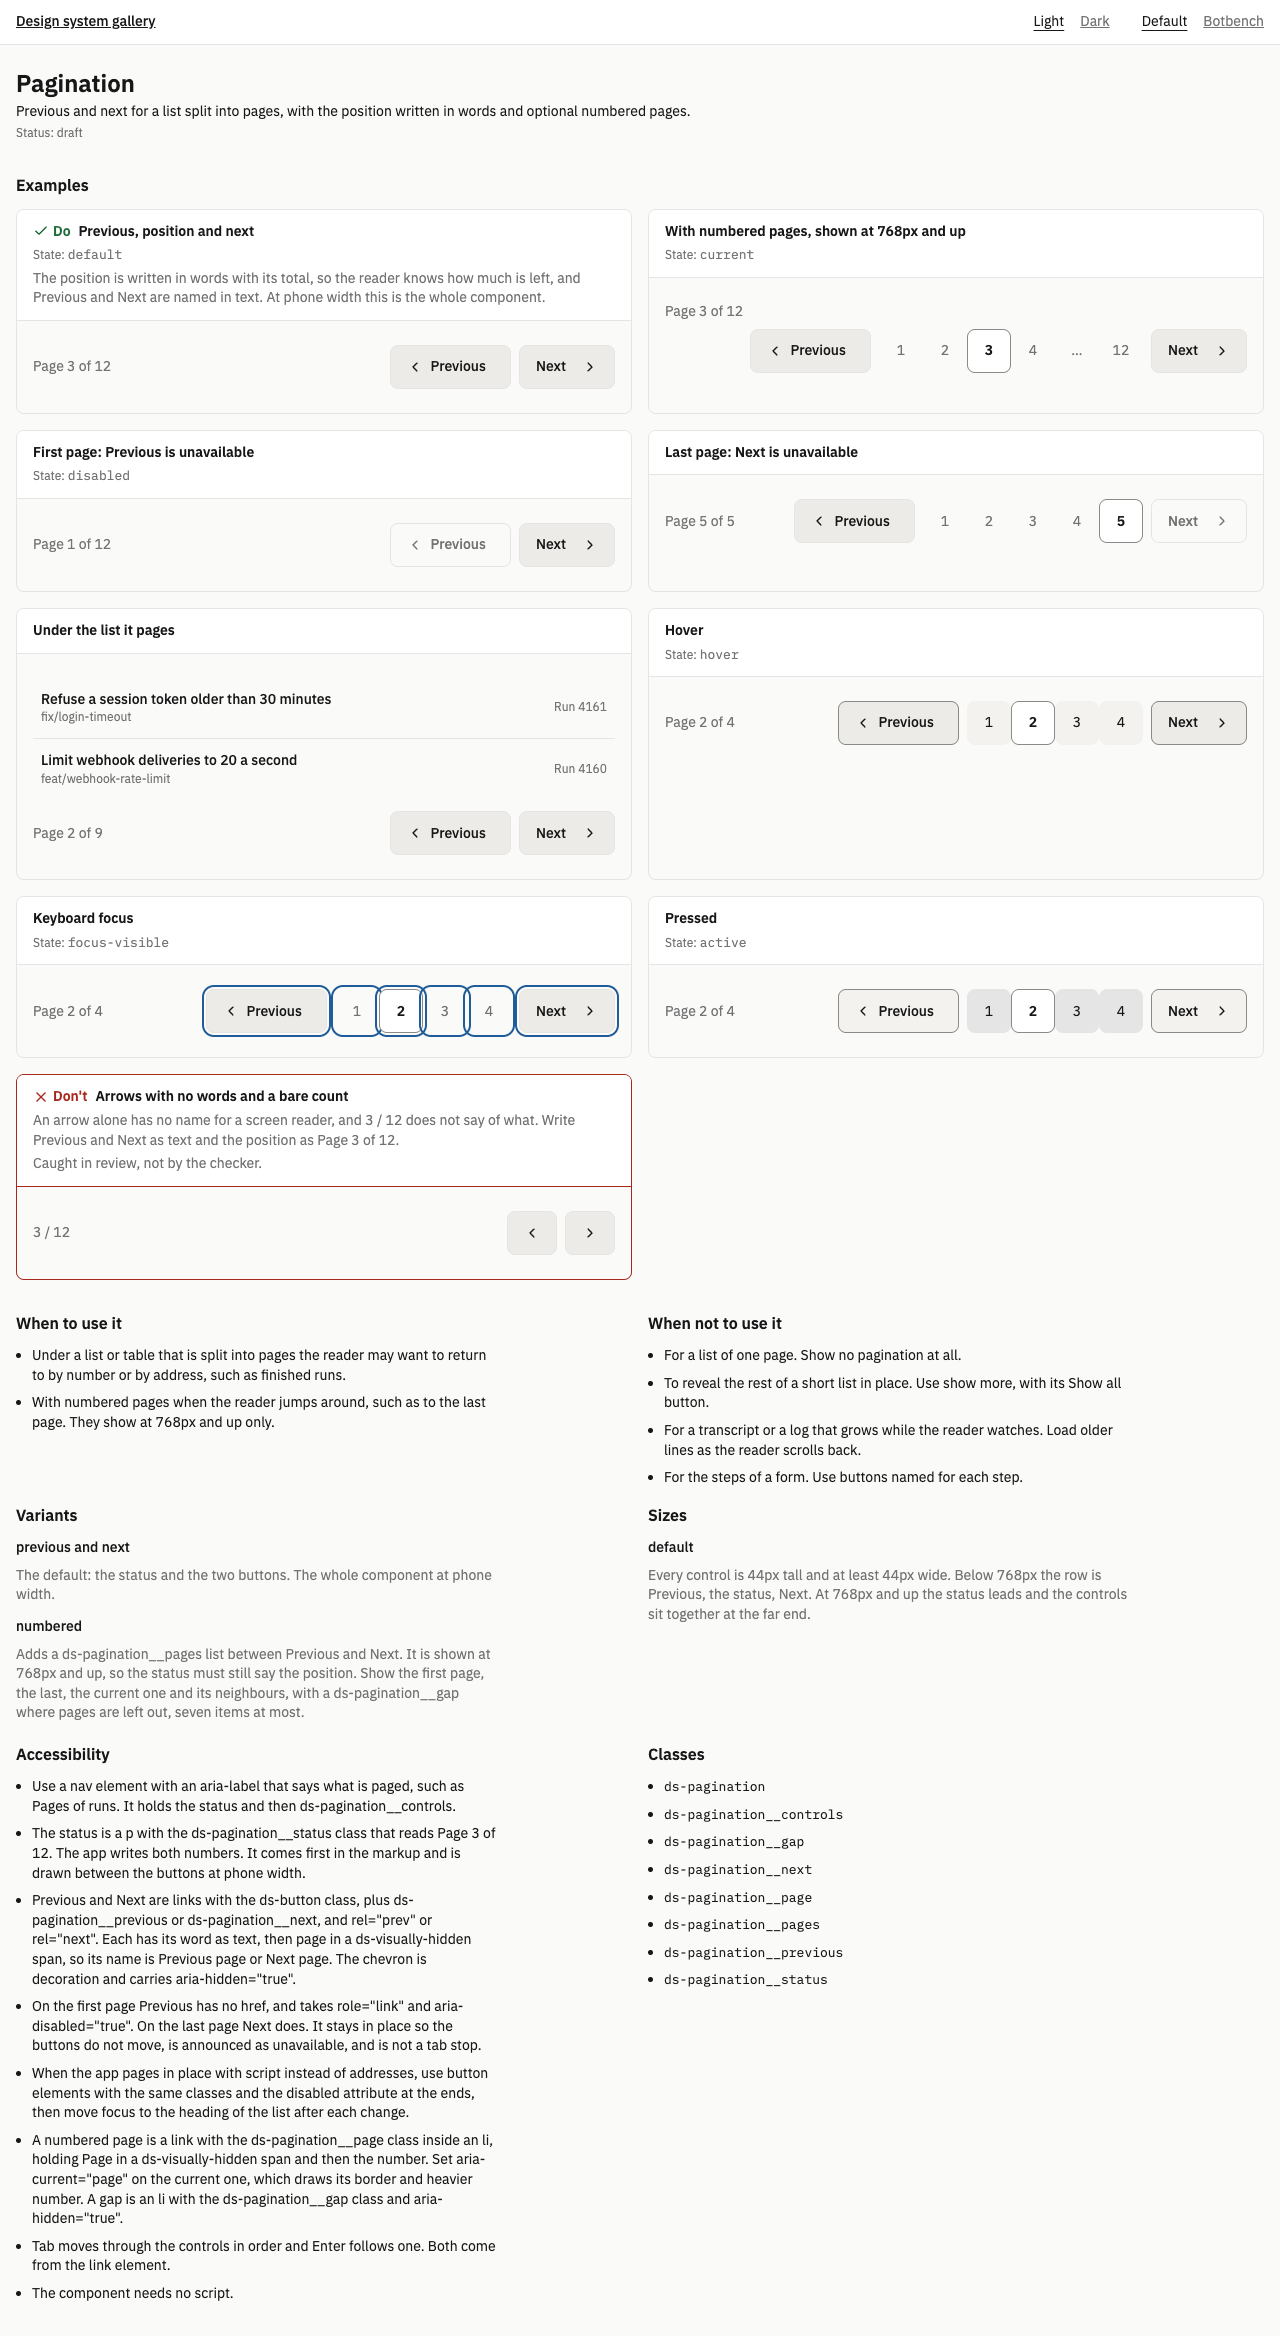 Design system gallery
Light Dark Default Botbench
Pagination
Previous and next for a list split into pages, with the position written in words and optional numbered pages.
Status: draft
Examples
Do Previous, position and next
State: default
The position is written in words with its total, so the reader knows how much is left, and
Previous and Next are named in text. At phone width this is the whole component.
Page 3 of 12
Previous Next
With numbered pages, shown at 768px and up
State: current
Page 3 of 12
Previous 1 2 3 4 ... 12 Next
First page: Previous is unavailable
State: disabled
Page 1 of 12
Previous Next
Last page: Next is unavailable
Page 5 of 5
Previous 1 2 3 4 5 Next
Under the list it pages
Refuse a session token older than 30 minutes
fix/login-timeout
Run 4161
Limit webhook deliveries to 20 a second
feat/webhook-rate-limit
Run 4160
Page 2 of 9
Previous Next
Hover
State: hover
Page 2 of 4
Previous 1 2 3 4 Next
Keyboard focus
State: focus-visible
Page 2 of 4
Previous 1 2 3 4 Next
Pressed
State: active
Page 2 of 4
Previous 1 2 3 4 Next
Don't Arrows with no words and a bare count
An arrow alone has no name for a screen reader, and 3 / 12 does not say of what. Write
Previous and Next as text and the position as Page 3 of 12.
Caught in review, not by the checker.
3 / 12
When to use it
Under a list or table that is split into pages the reader may want to return
to by number or by address, such as finished runs.
With numbered pages when the reader jumps around, such as to the last
page. They show at 768px and up only.
When not to use it
For a list of one page. Show no pagination at all.
To reveal the rest of a short list in place. Use show more, with its Show all
button.
For a transcript or a log that grows while the reader watches. Load older
lines as the reader scrolls back.
For the steps of a form. Use buttons named for each step.
Variants
previous and next
The default: the status and the two buttons. The whole component at phone
width.
numbered
Adds a ds-pagination__pages list between Previous and Next. It is shown at
768px and up, so the status must still say the position. Show the first page,
the last, the current one and its neighbours, with a ds-pagination__gap
where pages are left out, seven items at most.
Sizes
default
Every control is 44px tall and at least 44px wide. Below 768px the row is
Previous, the status, Next. At 768px and up the status leads and the controls
sit together at the far end.
Accessibility
Use a nav element with an aria-label that says what is paged, such as
Pages of runs. It holds the status and then ds-pagination__controls.
The status is a p with the ds-pagination__status class that reads Page 3 of
12. The app writes both numbers. It comes first in the markup and is
drawn between the buttons at phone width.
Previous and Next are links with the ds-button class, plus ds-
pagination__previous or ds-pagination__next, and rel="prev" or
rel="next". Each has its word as text, then page in a ds-visually-hidden
span, so its name is Previous page or Next page. The chevron is
decoration and carries aria-hidden="true".
On the first page Previous has no href, and takes role="link" and aria-
disabled="true". On the last page Next does. It stays in place so the
buttons do not move, is announced as unavailable, and is not a tab stop.
When the app pages in place with script instead of addresses, use button
elements with the same classes and the disabled attribute at the ends,
then move focus to the heading of the list after each change.
A numbered page is a link with the ds-pagination__page class inside an li,
holding Page in a ds-visually-hidden span and then the number. Set aria-
current="page" on the current one, which draws its border and heavier
number. A gap is an li with the ds-pagination__gap class and aria-
hidden="true".
Tab moves through the controls in order and Enter follows one. Both come
from the link element.
The component needs no script.
Classes
ds-pagination
ds-pagination__controls
ds-pagination__gap
ds-pagination__next
ds-pagination__page
ds-pagination__pages
ds-pagination__previous
ds-pagination__status